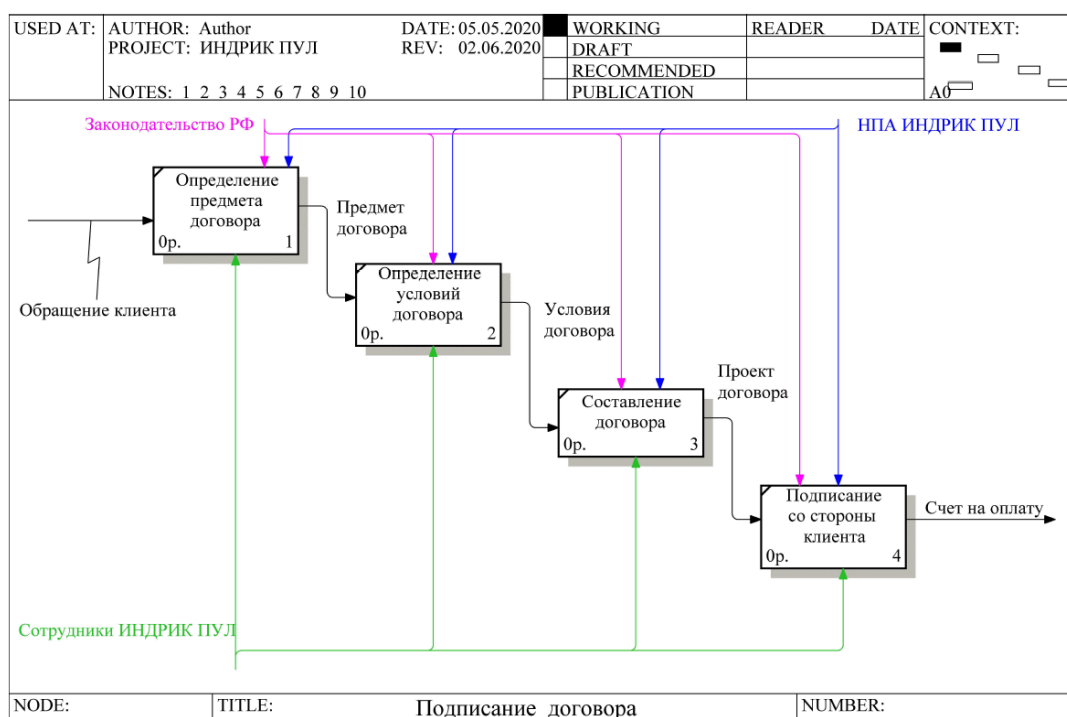 USED AT:
AUTHOR: Author
DATE: 05.05.2020
PROJECT: ИНДРИК ПУЛ
REV: 02.06.2020
NOTES: 1 2 3 4 5 6 7 8 9 10
WORKING
DRAFT
RECOMMENDED
PUBLICATION
READER DATE
CONTEXT:
A0
Законодательство РФ
НПА ИНДРИК ПУЛ
Определение
предмета
договора
0р. 1
Предмет
договора
Обращение клиента
Определение
условий
договора
0р. 2
Условия
договора
Составление
договора
0р. 3
Проект
договора
Подписание
со стороны
клиента
0р. 4
Счет на оплату
Сотрудники ИНДРИК ПУЛ
NODE:
TITLE:
Подписание договора
NUMBER: